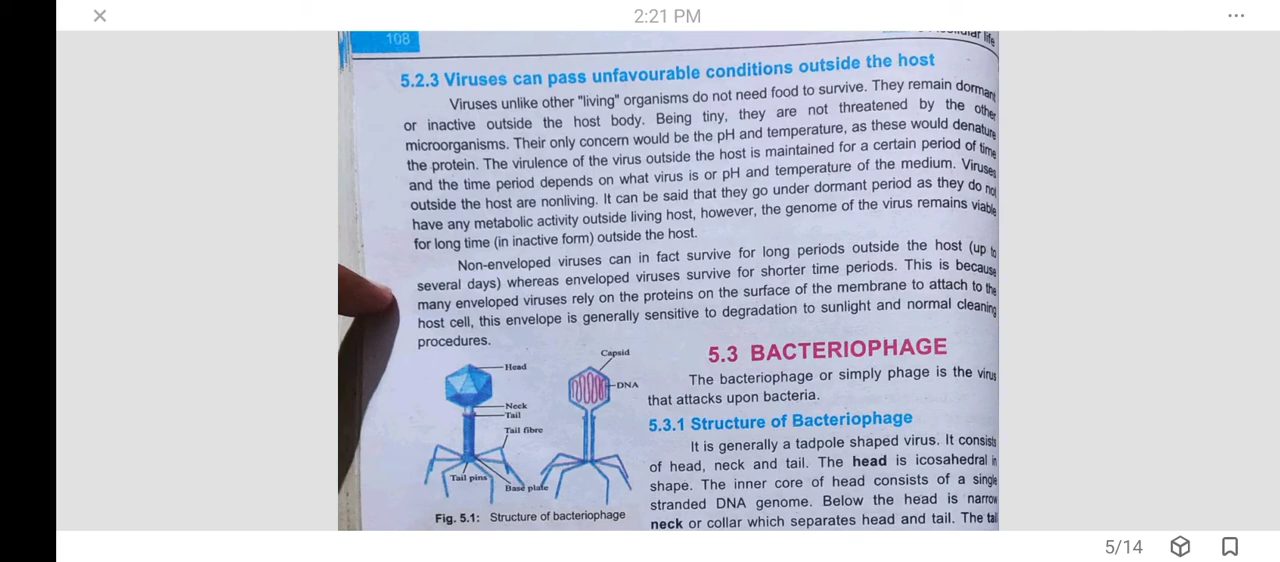 2:21 PM
108
life
5.2.3 Viruses can pass unfavourable conditions outside the host
Viruses unlike other "living" organisms do not need food to survive. They remain dormant
or inactive outside the host body. Being tiny, they are not threatened by the other
microorganisms. Their only concern would be the pH and temperature, as these would denature
the protein. The virulence of the virus outside the host is maintained for a certain period of time
and the time period depends on what virus is or pH and temperature of the medium. Viruses
outside the host are nonliving. It can be said that they go under dormant period as they do not
have any metabolic activity outside living host, however, the genome of the virus remains viable
for long time (in inactive form) outside the host.
Non-enveloped viruses can in fact survive for long periods outside the host (up to
several days) whereas enveloped viruses survive for shorter time periods. This is because
many enveloped viruses rely on the proteins on the surface of the membrane to attach to the
host cell, this envelope is generally sensitive to degradation to sunlight and normal cleaning
procedures.
Head
Neck
Tail
Tail fibre
Tail pins
Base plate
Capsid
DNA
Fig. 5.1: Structure of bacteriophage
5.3 BACTERIOPHAGE
The bacteriophage or simply phage is the virus
that attacks upon bacteria.
5.3.1 Structure of Bacteriophage
It is generally a tadpole shaped virus. It consists
of head, neck and tail. The head is icosahedral in
shape. The inner core of head consists of a single
stranded DNA genome. Below the head is narrow
neck or collar which separates head and tail. The tail
5/14